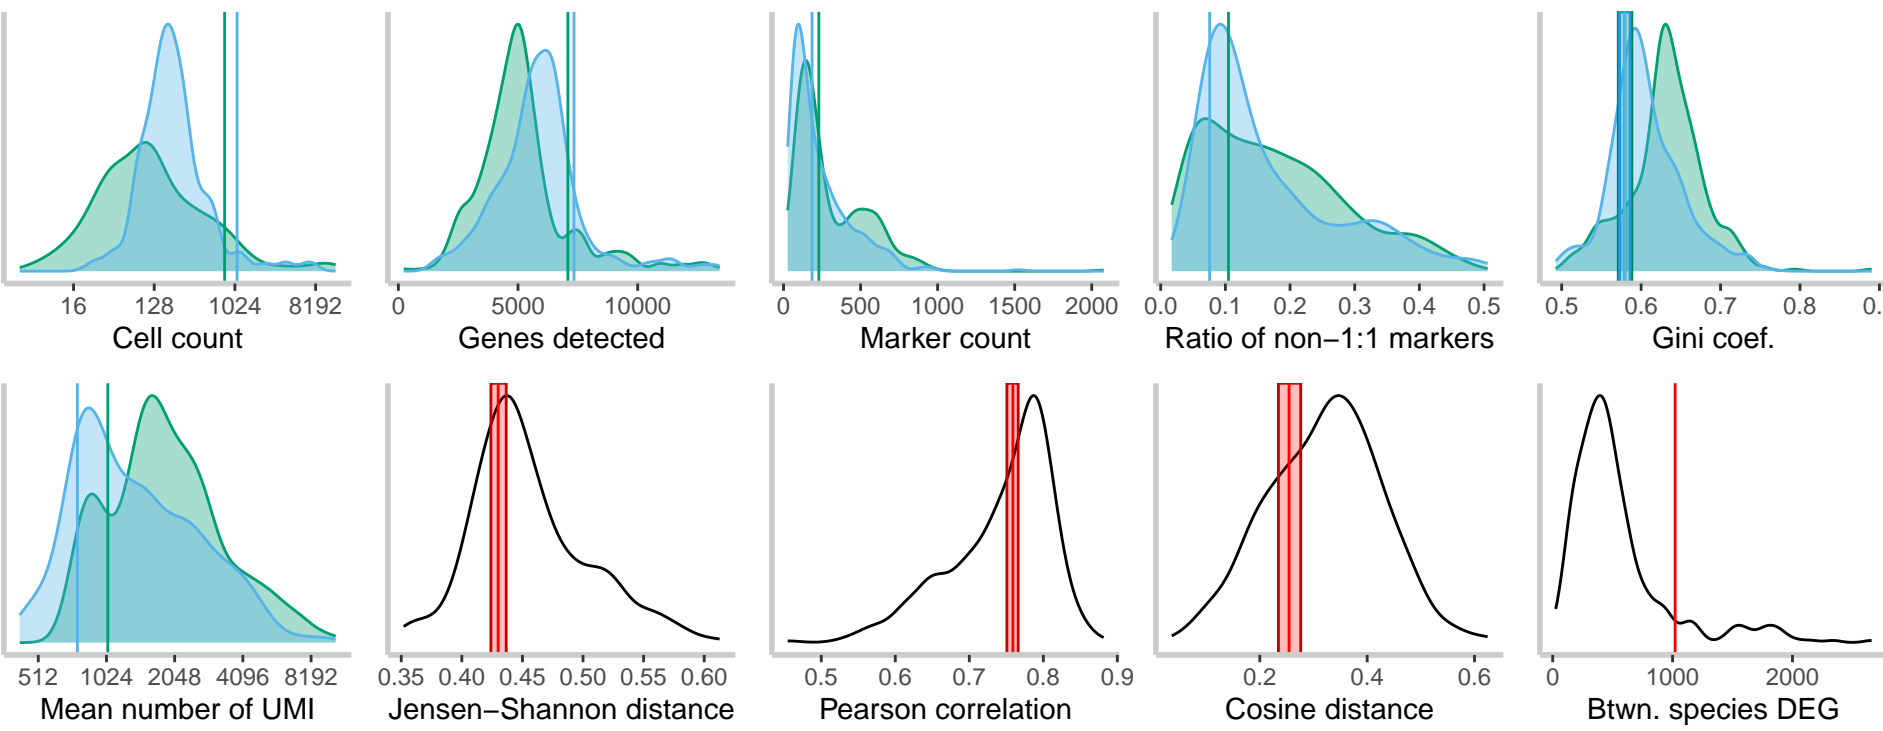 16 128 1024 8192
Cell count
0 5000 10000
Genes detected
0 500 1000 1500 2000
Marker count
0.0 0.1 0.2 0.3 0.4 0.5
Ratio of non−1:1 markers
0.5 0.6 0.7 0.8 0.
Gini coef.
512 1024 2048 4096 8192
Mean number of UMI
0.35 0.40 0.45 0.50 0.55 0.60
Jensen−Shannon distance
0.5 0.6 0.7 0.8 0.9
Pearson correlation
0.2 0.4 0.6
Cosine distance
0 1000 2000
Btwn. species DEG